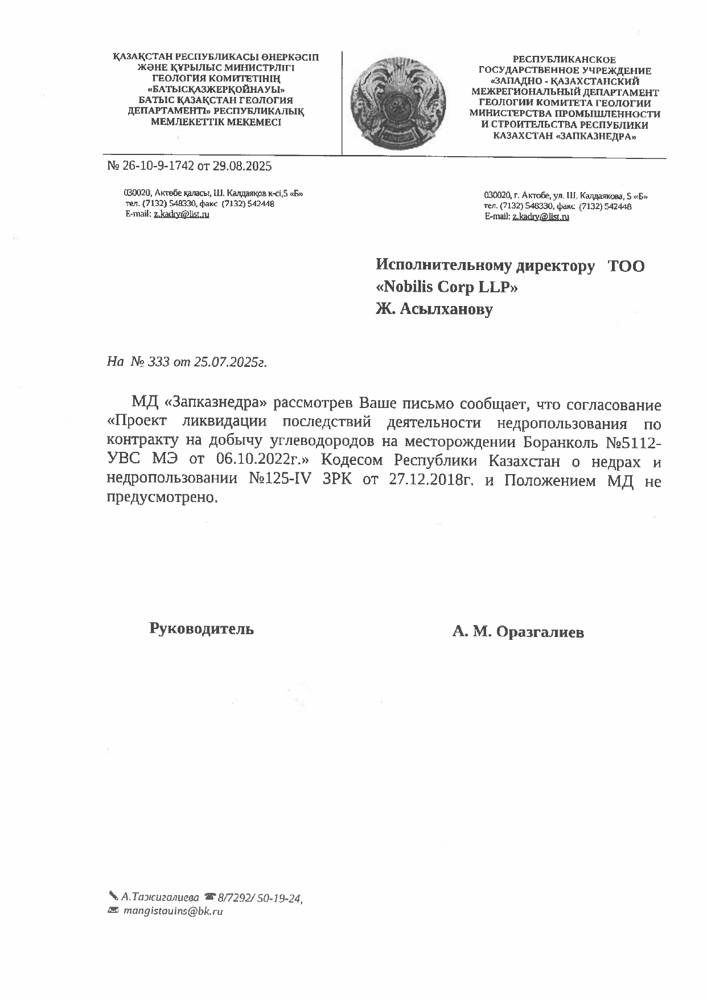 ҚАЗАҚСТАН РЕСПУБЛИКАСЫ ӨНЕРКӘСІП
ЖӘНЕ ҚҰРЫЛЫС МИНИСТРЛІГІ
ГЕОЛОГИЯ КОМИТЕТІНІҢ
«БАТЫСҚАЗЖЕРҚОЙНАУЫ»
БАТЫС ҚАЗАҚСТАН ГЕОЛОГИЯ
ДЕПАРТАМЕНТІ» РЕСПУБЛИКАЛЫҚ
МЕМЛЕКЕТТІК МЕКЕМЕСІ
РЕСПУБЛИКАНСКОЕ
ГОСУДАРСТВЕННОЕ УЧРЕЖДЕНИЕ
«ЗАПАДНО - ҚАЗАХСТАНСКИЙ
МЕЖРЕГИОНАЛЬНЫЙ ДЕПАРТАМЕНТ
ГЕОЛОГИИ КОМИТЕТА ГЕОЛОГИИ
МИНИСТЕРСТВА ПРОМЫШЛЕННОСТИ
И СТРОИТЕЛЬСТВА РЕСПУБЛИКИ
КАЗАХСТАН «ЗАПКАЗНЕДРА»
№ 26-10-9-1742 от 29.08.2025
030020, Ақтөбе қаласы, Ш. Қалдаяқов к-сі,5 «Б»
тел. (7132) 548330, факс (7132) 542448
E-mail: z.kadry@list.ru
030020, г. Актобе, ул. Ш. Калдаякова, 5 «Б»
тел. (7132) 548330, факс (7132) 542448
E-mail: z.kadry@list.ru
Исполнительному директору ТОО
«Nobilis Corp LLP»
Ж. Асылханову
На № 333 от 25.07.2025г.
МД «Запказнедра» рассмотрев Ваше письмо сообщает, что согласование
«Проект ликвидации последствий деятельности недропользования по
контракту на добычу углеводородов на месторождении Боранколь №5112-
УВС МЭ от 06.10.2022г.» Кодесом Республики Казахстан о недрах и
недропользовании №125-IV ЗРК от 27.12.2018г. и Положением МД не
предусмотрено.
Руководитель А. М. Оразгалиев
А.Тажигалиева 8/7292/ 50-19-24,
mangistauins@bk.ru